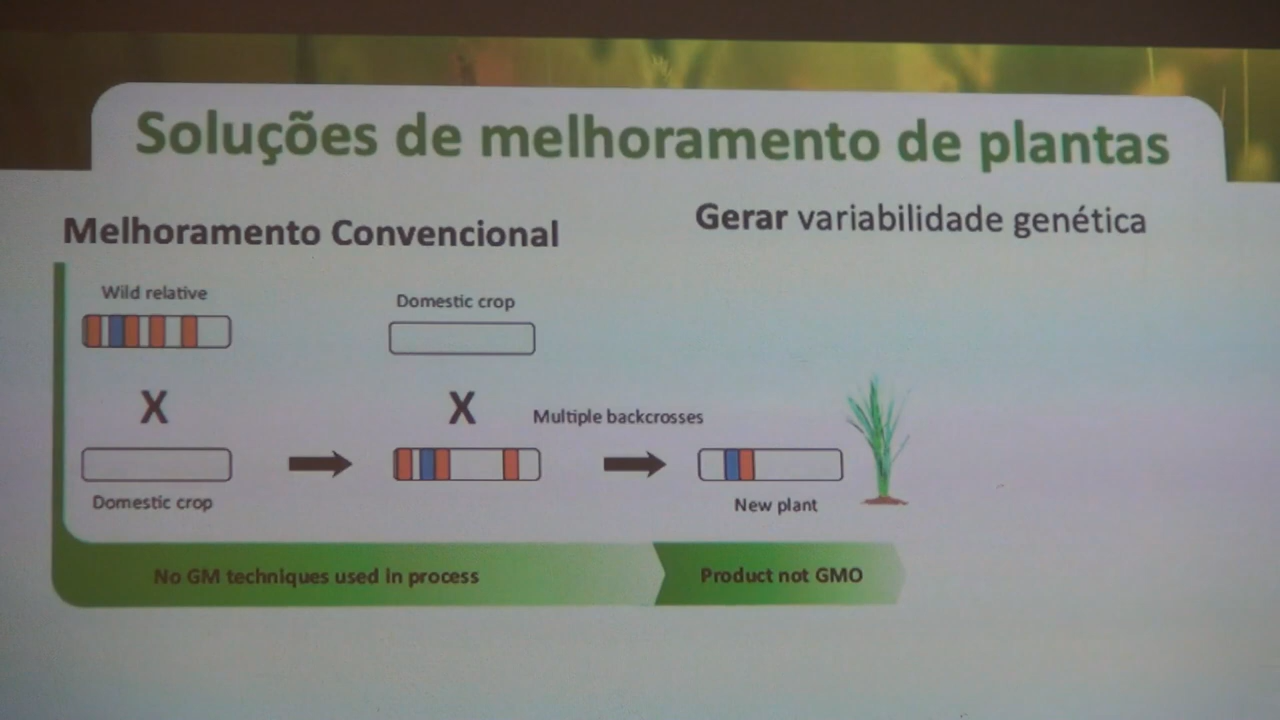 Soluções de melhoramento de plantas
Melhoramento Convencional
Gerar variabilidade genética
Wild relative
Domestic crop
X
X
Multiple backcrosses
Domestic crop
New plant
No GM techniques used in process
Product not GMO